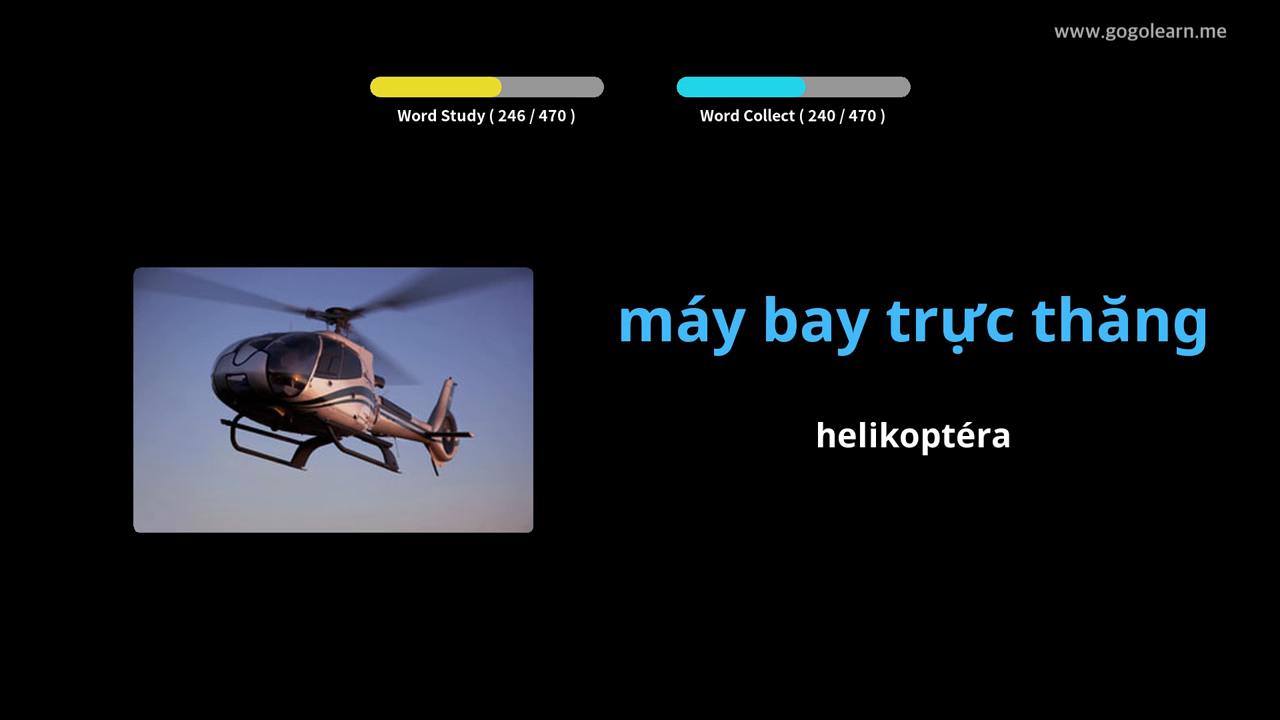 www.gogolearn.me
Word Study ( 246 / 470 )
Word Collect ( 240 / 470 )
máy bay trực thăng
helikoptéra